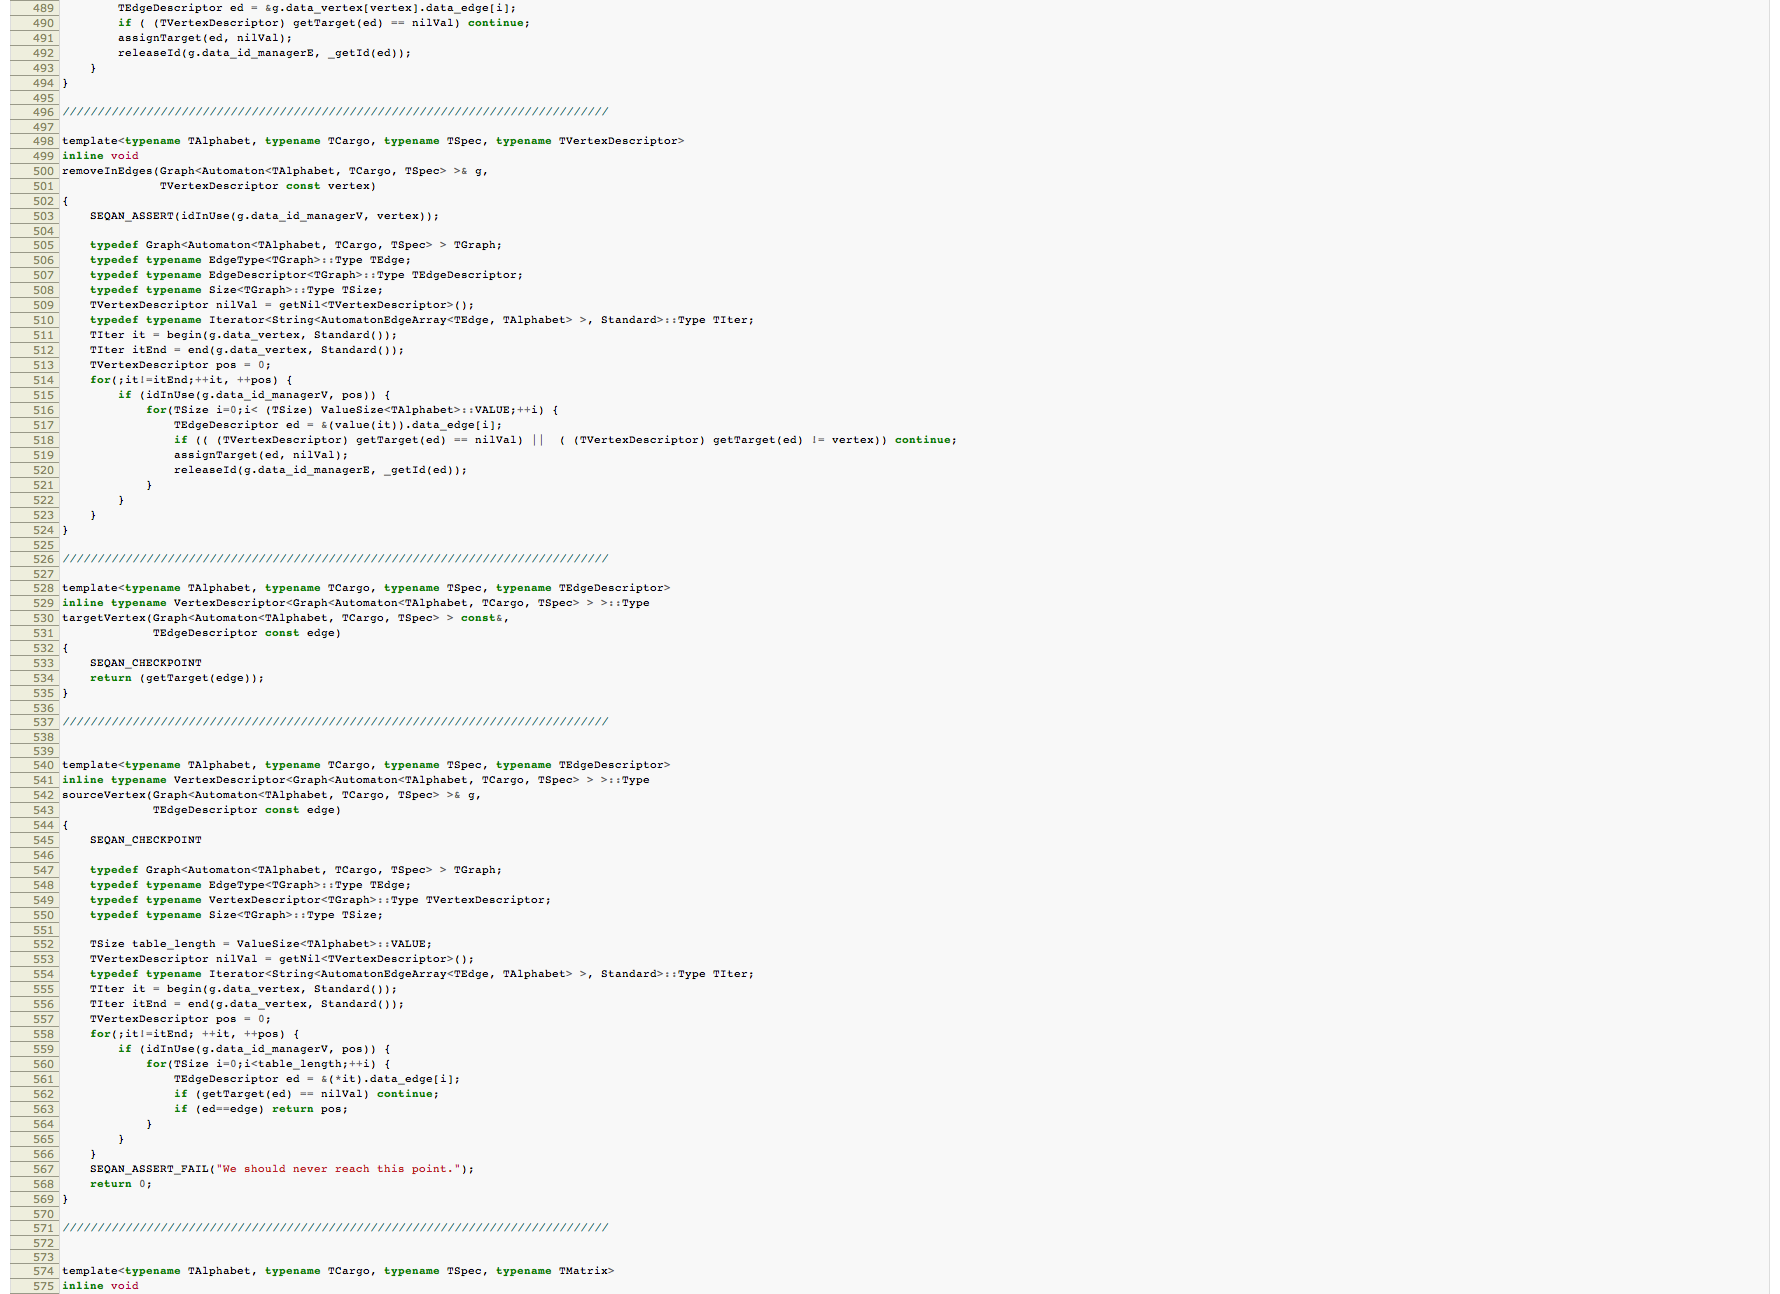 489         TEdgeDescriptor ed = &g.data_vertex[vertex].data_edge[i];
490         if ( (TVertexDescriptor) getTarget(ed) == nilVal) continue;
491         assignTarget(ed, nilVal);
492         releaseId(g.data_id_managerE, _getId(ed));
493     }
494 }
495
496 //////////////////////////////////////////////////////////////////////////////
497
498 template<typename TAlphabet, typename TCargo, typename TSpec, typename TVertexDescriptor>
499 inline void
500 removeInEdges(Graph<Automaton<TAlphabet, TCargo, TSpec> >& g,
501               TVertexDescriptor const vertex)
502 {
503     SEQAN_ASSERT(idInUse(g.data_id_managerV, vertex));
504
505     typedef Graph<Automaton<TAlphabet, TCargo, TSpec> > TGraph;
506     typedef typename EdgeType<TGraph>::Type TEdge;
507     typedef typename EdgeDescriptor<TGraph>::Type TEdgeDescriptor;
508     typedef typename Size<TGraph>::Type TSize;
509     TVertexDescriptor nilVal = getNil<TVertexDescriptor>();
510     typedef typename Iterator<String<AutomatonEdgeArray<TEdge, TAlphabet> >, Standard>::Type TIter;
511     TIter it = begin(g.data_vertex, Standard());
512     TIter itEnd = end(g.data_vertex, Standard());
513     TVertexDescriptor pos = 0;
514     for(;it!=itEnd;++it, ++pos) {
515         if (idInUse(g.data_id_managerV, pos)) {
516             for(TSize i=0;i< (TSize) ValueSize<TAlphabet>::VALUE;++i) {
517                 TEdgeDescriptor ed = &(value(it)).data_edge[i];
518                 if (( (TVertexDescriptor) getTarget(ed) == nilVal) ||  ( (TVertexDescriptor) getTarget(ed) != vertex)) continue;
519                 assignTarget(ed, nilVal);
520                 releaseId(g.data_id_managerE, _getId(ed));
521             }
522         }
523     }
524 }
525
526 //////////////////////////////////////////////////////////////////////////////
527
528 template<typename TAlphabet, typename TCargo, typename TSpec, typename TEdgeDescriptor>
529 inline typename VertexDescriptor<Graph<Automaton<TAlphabet, TCargo, TSpec> > >::Type
530 targetVertex(Graph<Automaton<TAlphabet, TCargo, TSpec> > const&,
531              TEdgeDescriptor const edge)
532 {
533     SEQAN_CHECKPOINT
534     return (getTarget(edge));
535 }
536
537 //////////////////////////////////////////////////////////////////////////////
538
539
540 template<typename TAlphabet, typename TCargo, typename TSpec, typename TEdgeDescriptor>
541 inline typename VertexDescriptor<Graph<Automaton<TAlphabet, TCargo, TSpec> > >::Type
542 sourceVertex(Graph<Automaton<TAlphabet, TCargo, TSpec> >& g,
543              TEdgeDescriptor const edge)
544 {
545     SEQAN_CHECKPOINT
546
547     typedef Graph<Automaton<TAlphabet, TCargo, TSpec> > TGraph;
548     typedef typename EdgeType<TGraph>::Type TEdge;
549     typedef typename VertexDescriptor<TGraph>::Type TVertexDescriptor;
550     typedef typename Size<TGraph>::Type TSize;
551
552     TSize table_length = ValueSize<TAlphabet>::VALUE;
553     TVertexDescriptor nilVal = getNil<TVertexDescriptor>();
554     typedef typename Iterator<String<AutomatonEdgeArray<TEdge, TAlphabet> >, Standard>::Type TIter;
555     TIter it = begin(g.data_vertex, Standard());
556     TIter itEnd = end(g.data_vertex, Standard());
557     TVertexDescriptor pos = 0;
558     for(;it!=itEnd; ++it, ++pos) {
559         if (idInUse(g.data_id_managerV, pos)) {
560             for(TSize i=0;i<table_length;++i) {
561                 TEdgeDescriptor ed = &(*it).data_edge[i];
562                 if (getTarget(ed) == nilVal) continue;
563                 if (ed==edge) return pos;
564             }
565         }
566     }
567     SEQAN_ASSERT_FAIL("We should never reach this point.");
568     return 0;
569 }
570
571 //////////////////////////////////////////////////////////////////////////////
572
573
574 template<typename TAlphabet, typename TCargo, typename TSpec, typename TMatrix>
575 inline void